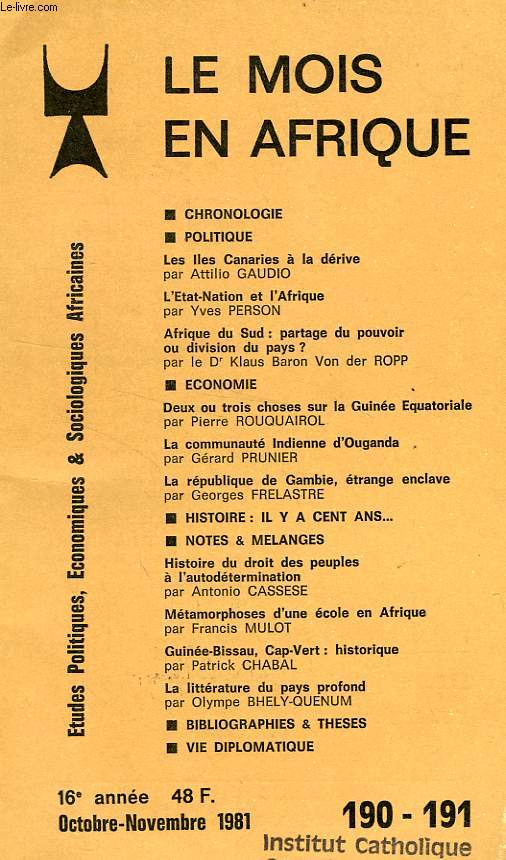 Le-livre.com
LE MOIS
EN AFRIQUE
Etudes Politiques, Economiques & Sociologiques Africaines
■ CHRONOLOGIE
■ POLITIQUE
Les Iles Canaries à la dérive
par Attilio GAUDIO
L'Etat-Nation et l'Afrique
par Yves PERSON
Afrique du Sud : partage du pouvoir
ou division du pays ?
par le Dr Klaus Baron Von der ROPP
■ ECONOMIE
Deux ou trois choses sur la Guinée Equatoriale
par Pierre ROUQUAIROL
La communauté Indienne d'Ouganda
par Gérard PRUNIER
La république de Gambie, étrange enclave
par Georges FRELASTRE
■ HISTOIRE : IL Y A CENT ANS...
■ NOTES & MELANGES
Histoire du droit des peuples
à l'autodétermination
par Antonio CASSESE
Métamorphoses d'une école en Afrique
par Francis MULOT
Guinée-Bissau, Cap-Vert : historique
par Patrick CHABAL
La littérature du pays profond
par Olympe BHELY-QUENUM
■ BIBLIOGRAPHIES & THESES
■ VIE DIPLOMATIQUE
16e année 48 F.
Octobre-Novembre 1981
190 - 191
Institut Catholique